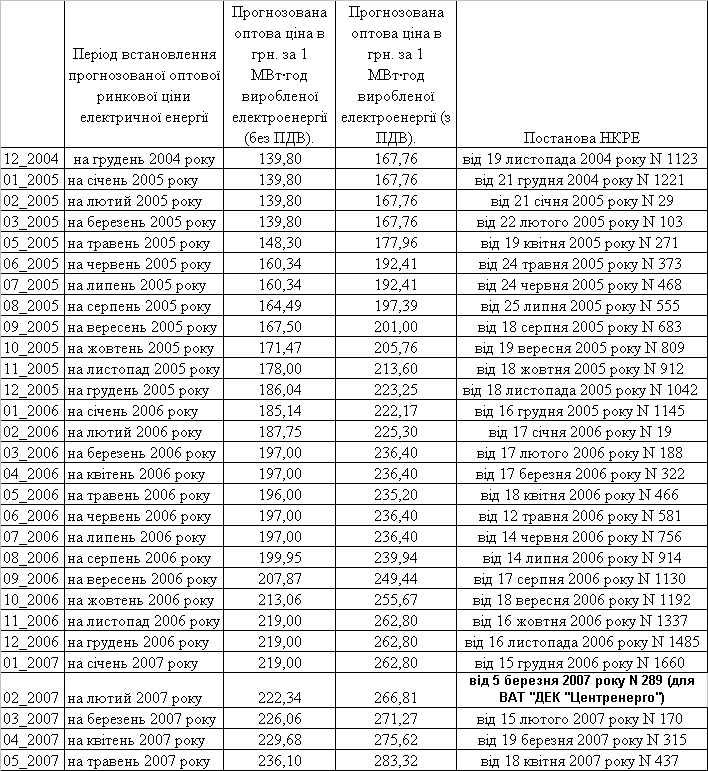 Період встановлення прогнозованої оптової ринкової ціни електричної енергії | Прогнозована оптова ціна в грн. за 1 МВт·год виробленої електроенергії (без ПДВ). | Прогнозована оптова ціна в грн. за 1 МВт·год виробленої електроенергії (з ПДВ). | Постанова НКРЕ
12_2004 на грудень 2004 року 139,80 167,76 від 19 листопада 2004 року N 1123
01_2005 на січень 2005 року 139,80 167,76 від 21 грудня 2004 року N 1221
02_2005 на лютий 2005 року 139,80 167,76 від 21 січня 2005 року N 29
03_2005 на березень 2005 року 139,80 167,76 від 22 лютого 2005 року N 103
05_2005 на травень 2005 року 148,30 177,96 від 19 квітня 2005 року N 271
06_2005 на червень 2005 року 160,34 192,41 від 24 травня 2005 року N 373
07_2005 на липень 2005 року 160,34 192,41 від 24 червня 2005 року N 468
08_2005 на серпень 2005 року 164,49 197,39 від 25 липня 2005 року N 555
09_2005 на вересень 2005 року 167,50 201,00 від 18 серпня 2005 року N 683
10_2005 на жовтень 2005 року 171,47 205,76 від 19 вересня 2005 року N 809
11_2005 на листопад 2005 року 178,00 213,60 від 18 жовтня 2005 року N 912
12_2005 на грудень 2005 року 186,04 223,25 від 18 листопада 2005 року N 1042
01_2006 на січень 2006 року 185,14 222,17 від 16 грудня 2005 року N 1145
02_2006 на лютий 2006 року 187,75 225,30 від 17 січня 2006 року N 19
03_2006 на березень 2006 року 197,00 236,40 від 17 лютого 2006 року N 188
04_2006 на квітень 2006 року 197,00 236,40 від 17 березня 2006 року N 322
05_2006 на травень 2006 року 196,00 235,20 від 18 квітня 2006 року N 466
06_2006 на червень 2006 року 197,00 236,40 від 12 травня 2006 року N 581
07_2006 на липень 2006 року 197,00 236,40 від 14 червня 2006 року N 756
08_2006 на серпень 2006 року 199,95 239,94 від 14 липня 2006 року N 914
09_2006 на вересень 2006 року 207,87 249,44 від 17 серпня 2006 року N 1130
10_2006 на жовтень 2006 року 213,06 255,67 від 18 вересня 2006 року N 1192
11_2006 на листопад 2006 року 219,00 262,80 від 16 жовтня 2006 року N 1337
12_2006 на грудень 2006 року 219,00 262,80 від 16 листопада 2006 року N 1485
01_2007 на січень 2007 року 219,00 262,80 від 15 грудня 2006 року N 1660
02_2007 на лютий 2007 року 222,34 266,81 від 5 березня 2007 року N 289 (для ВАТ "ДЕК "Центренерго")
03_2007 на березень 2007 року 226,06 271,27 від 15 лютого 2007 року N 170
04_2007 на квітень 2007 року 229,68 275,62 від 19 березня 2007 року N 315
05_2007 на травень 2007 року 236,10 283,32 від 18 квітня 2007 року N 437